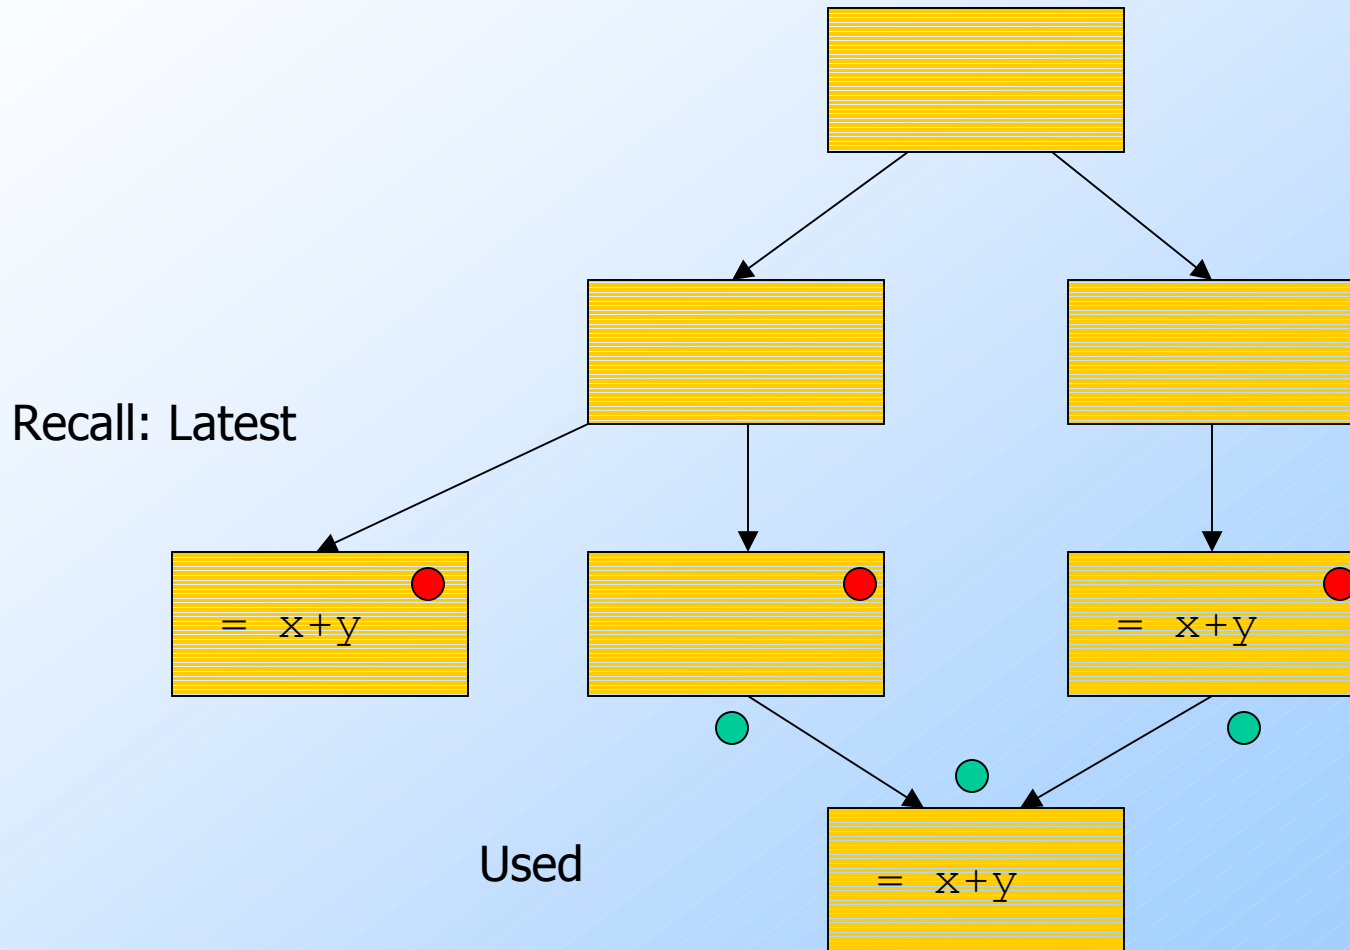 Recall: Latest
= x+y
= x+y
Used
= x+y